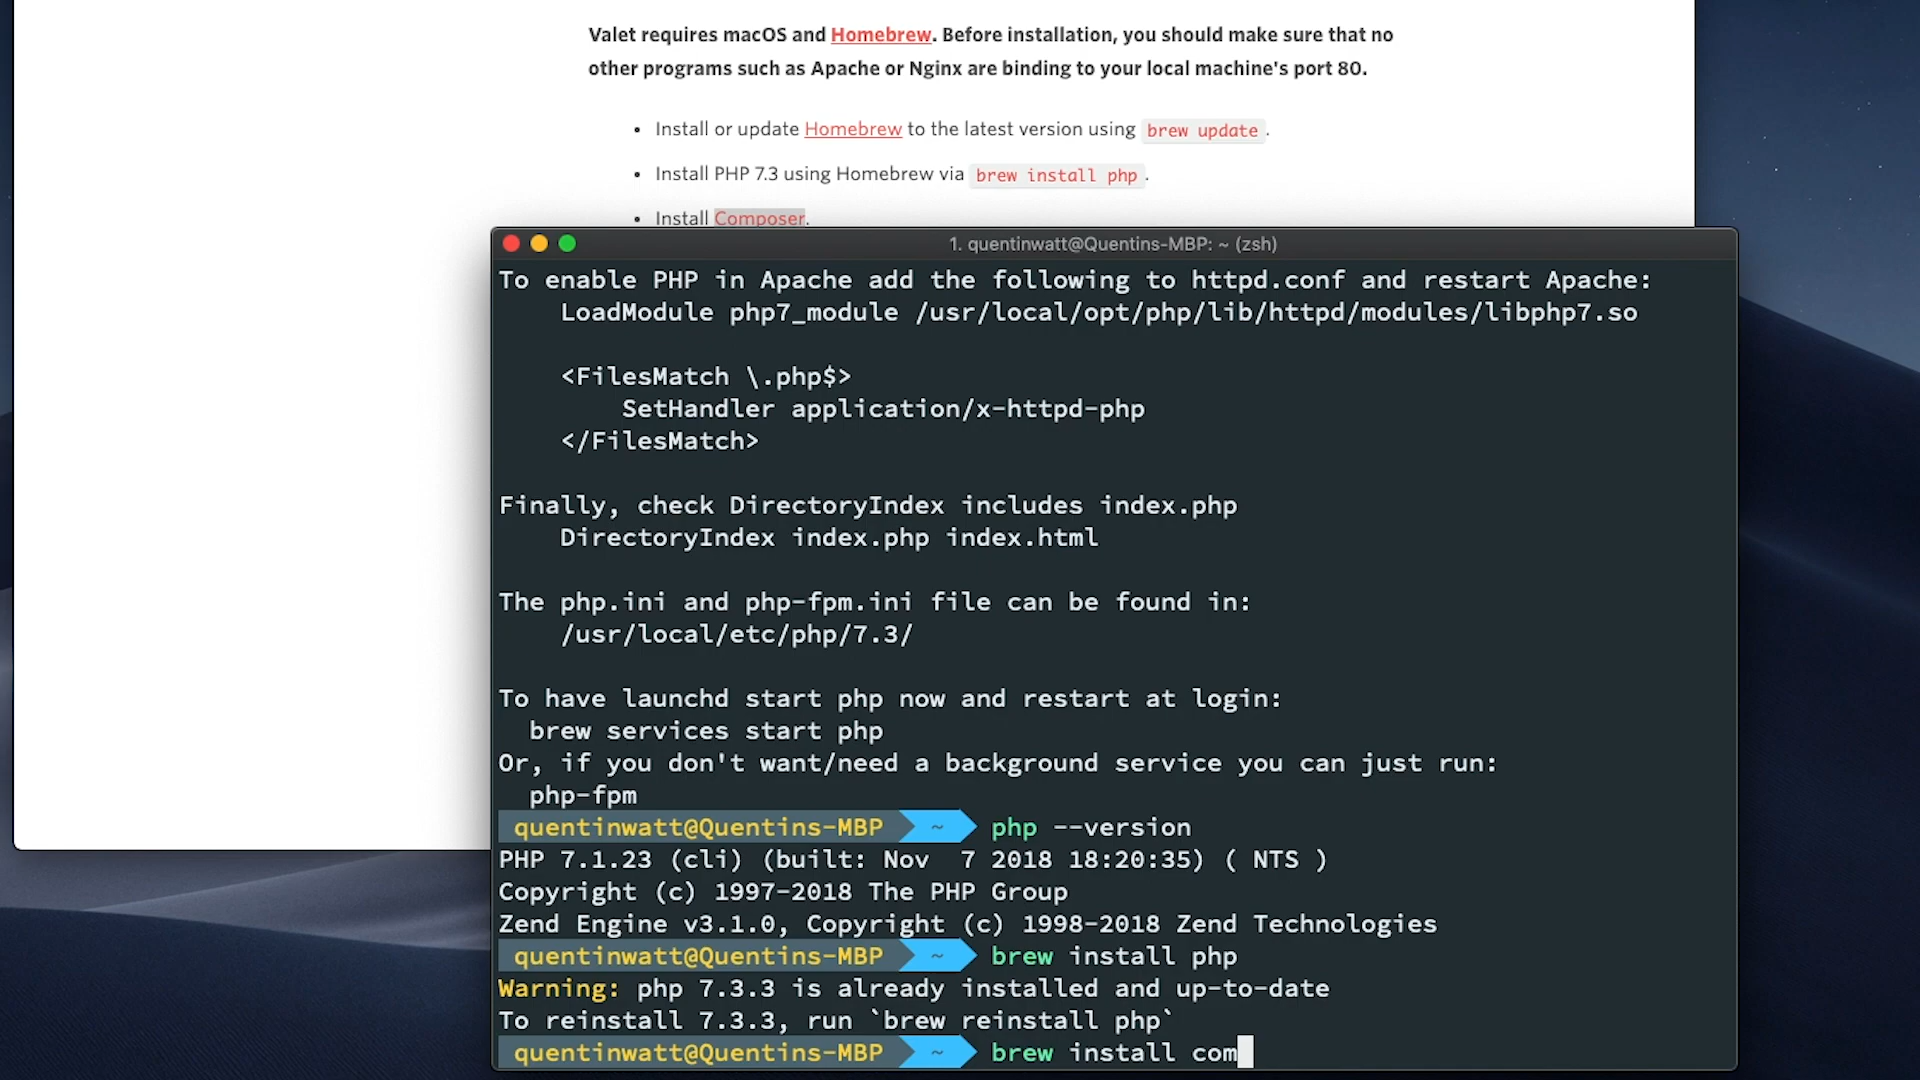 Valet requires macOS and Homebrew. Before installation, you should make sure that no
other programs such as Apache or Nginx are binding to your local machine's port 80.
• Install or update Homebrew to the latest version using brew update.
• Install PHP 7.3 using Homebrew via brew install php.
• Install Composer.
1. quentinwatt@Quentins-MBP: ~ (zsh)
To enable PHP in Apache add the following to httpd.conf and restart Apache:
    LoadModule php7_module /usr/local/opt/php/lib/httpd/modules/libphp7.so
    <FilesMatch \.php$>
        SetHandler application/x-httpd-php
    </FilesMatch>
Finally, check DirectoryIndex includes index.php
    DirectoryIndex index.php index.html
The php.ini and php-fpm.ini file can be found in:
    /usr/local/etc/php/7.3/
To have launchd start php now and restart at login:
  brew services start php
Or, if you don't want/need a background service you can just run:
  php-fpm
quentinwatt@Quentins-MBP ~ php --version
PHP 7.1.23 (cli) (built: Nov  7 2018 18:20:35) ( NTS )
Copyright (c) 1997-2018 The PHP Group
Zend Engine v3.1.0, Copyright (c) 1998-2018 Zend Technologies
quentinwatt@Quentins-MBP ~ brew install php
Warning: php 7.3.3 is already installed and up-to-date
To reinstall 7.3.3, run `brew reinstall php`
quentinwatt@Quentins-MBP ~ brew install com